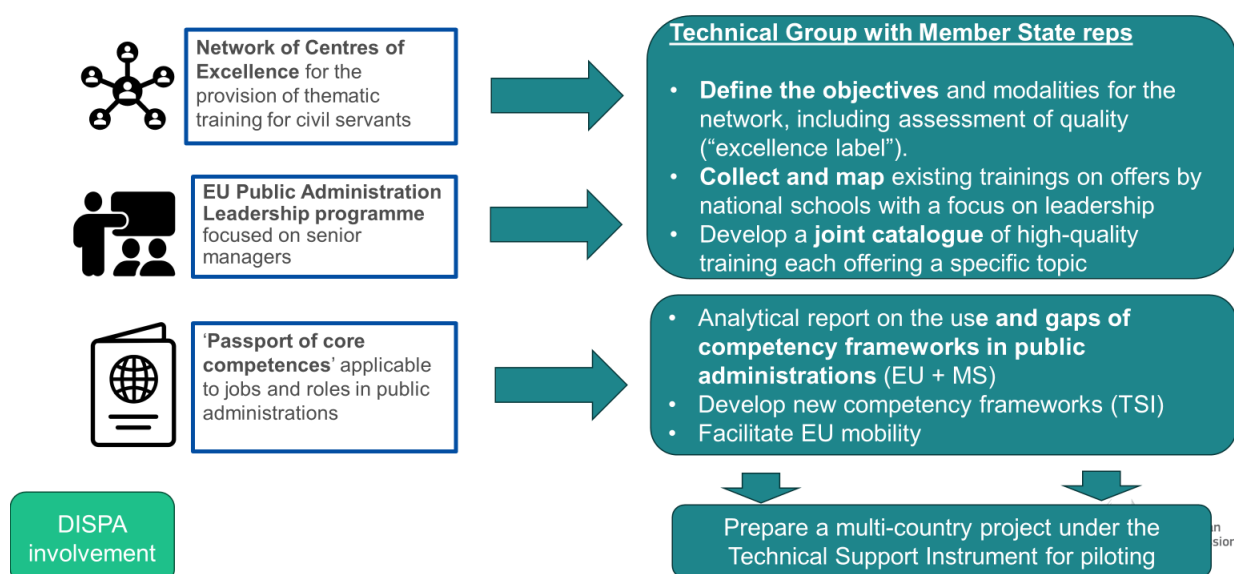 Network of Centres of
Excellence for the
provision of thematic
training for civil servants
Technical Group with Member State reps
• Define the objectives and modalities for the
network, including assessment of quality
(“excellence label”).
• Collect and map existing trainings on offers by
national schools with a focus on leadership
• Develop a joint catalogue of high-quality
training each offering a specific topic
EU Public Administration
Leadership programme
focused on senior
managers
‘Passport of core
competences’ applicable
to jobs and roles in public
administrations
• Analytical report on the use and gaps of
competency frameworks in public
administrations (EU + MS)
• Develop new competency frameworks (TSI)
• Facilitate EU mobility
DISPA
involvement
Prepare a multi-country project under the
Technical Support Instrument for piloting